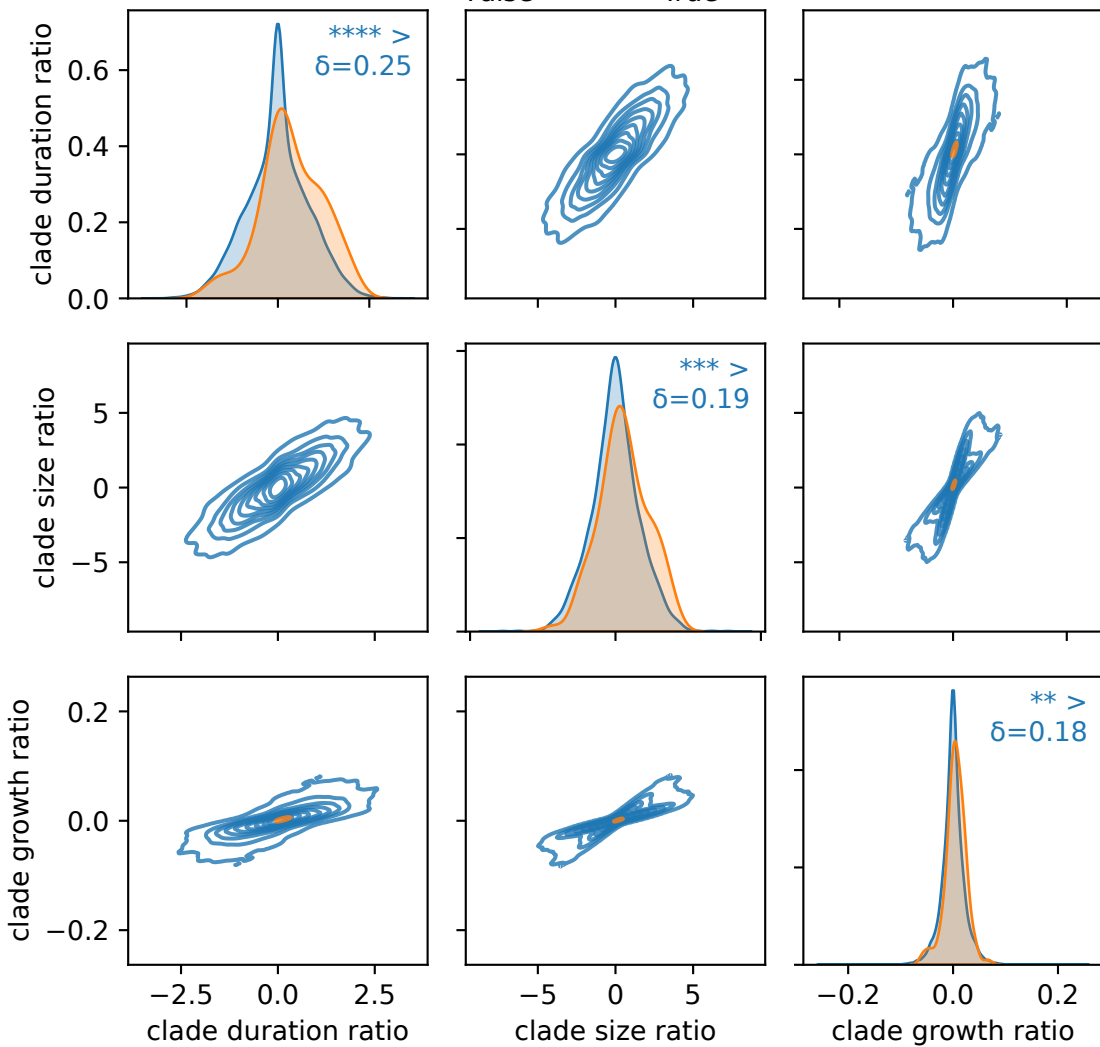 **** >
δ=0.25
clade duration ratio
0.6
0.4
0.2
0.0
*** >
δ=0.19
clade size ratio
5
0
−5
** >
δ=0.18
clade growth ratio
0.2
0.0
−0.2
−2.5 0.0 2.5 −5 0 5 −0.2 0.0 0.2
clade duration ratio clade size ratio clade growth ratio